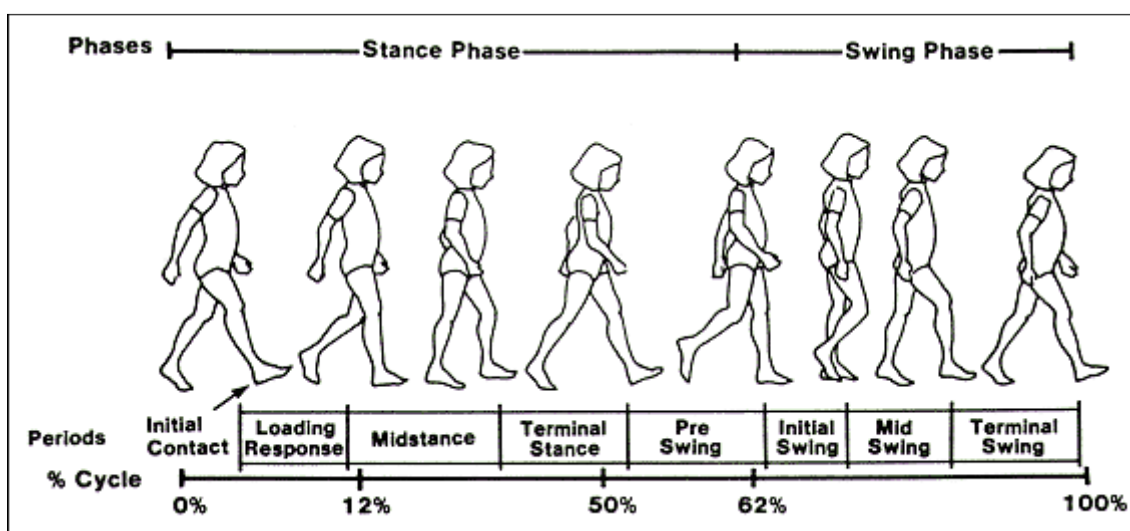 Phases Stance Phase Swing Phase
Periods Initial Contact Loading Response Midstance Terminal Stance Pre Swing Initial Swing Mid Swing Terminal Swing
% Cycle
0% 12% 50% 62% 100%